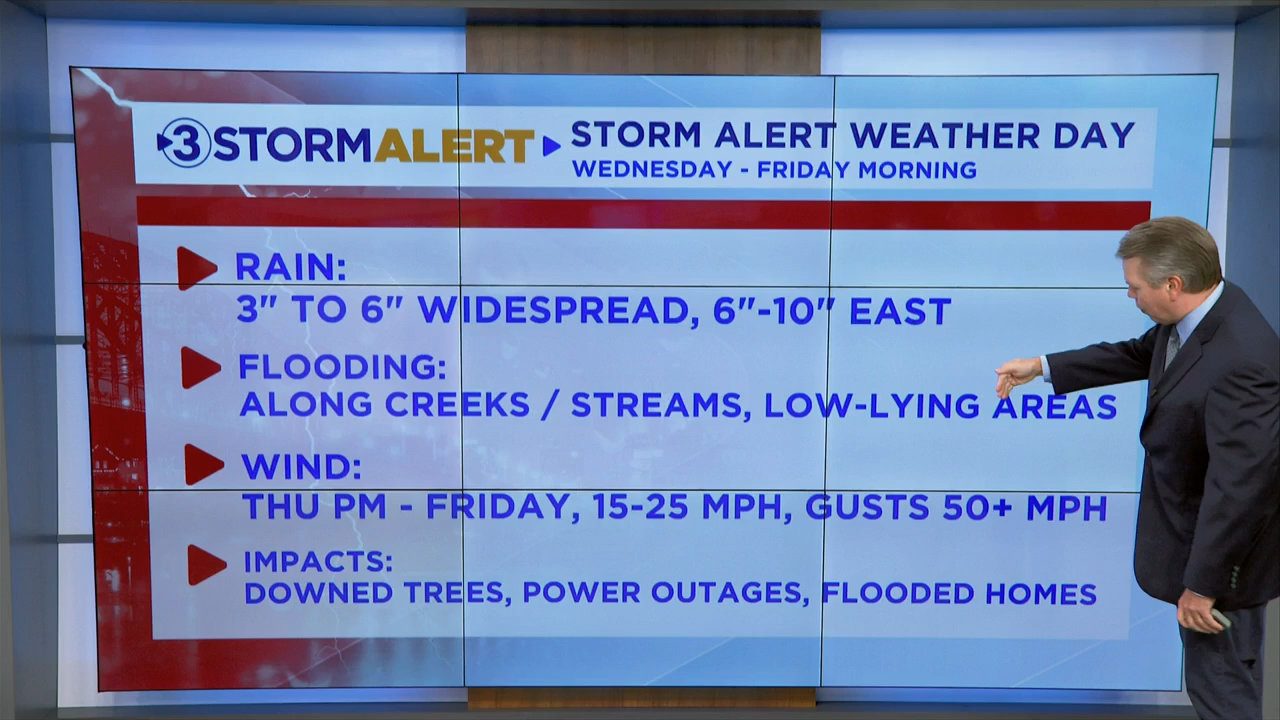 3 STORM ALERT
STORM ALERT WEATHER DAY
WEDNESDAY - FRIDAY MORNING
RAIN:
3" TO 6" WIDESPREAD, 6"-10" EAST
FLOODING:
ALONG CREEKS / STREAMS, LOW-LYING AREAS
WIND:
THU PM - FRIDAY, 15-25 MPH, GUSTS 50+ MPH
IMPACTS:
DOWNED TREES, POWER OUTAGES, FLOODED HOMES